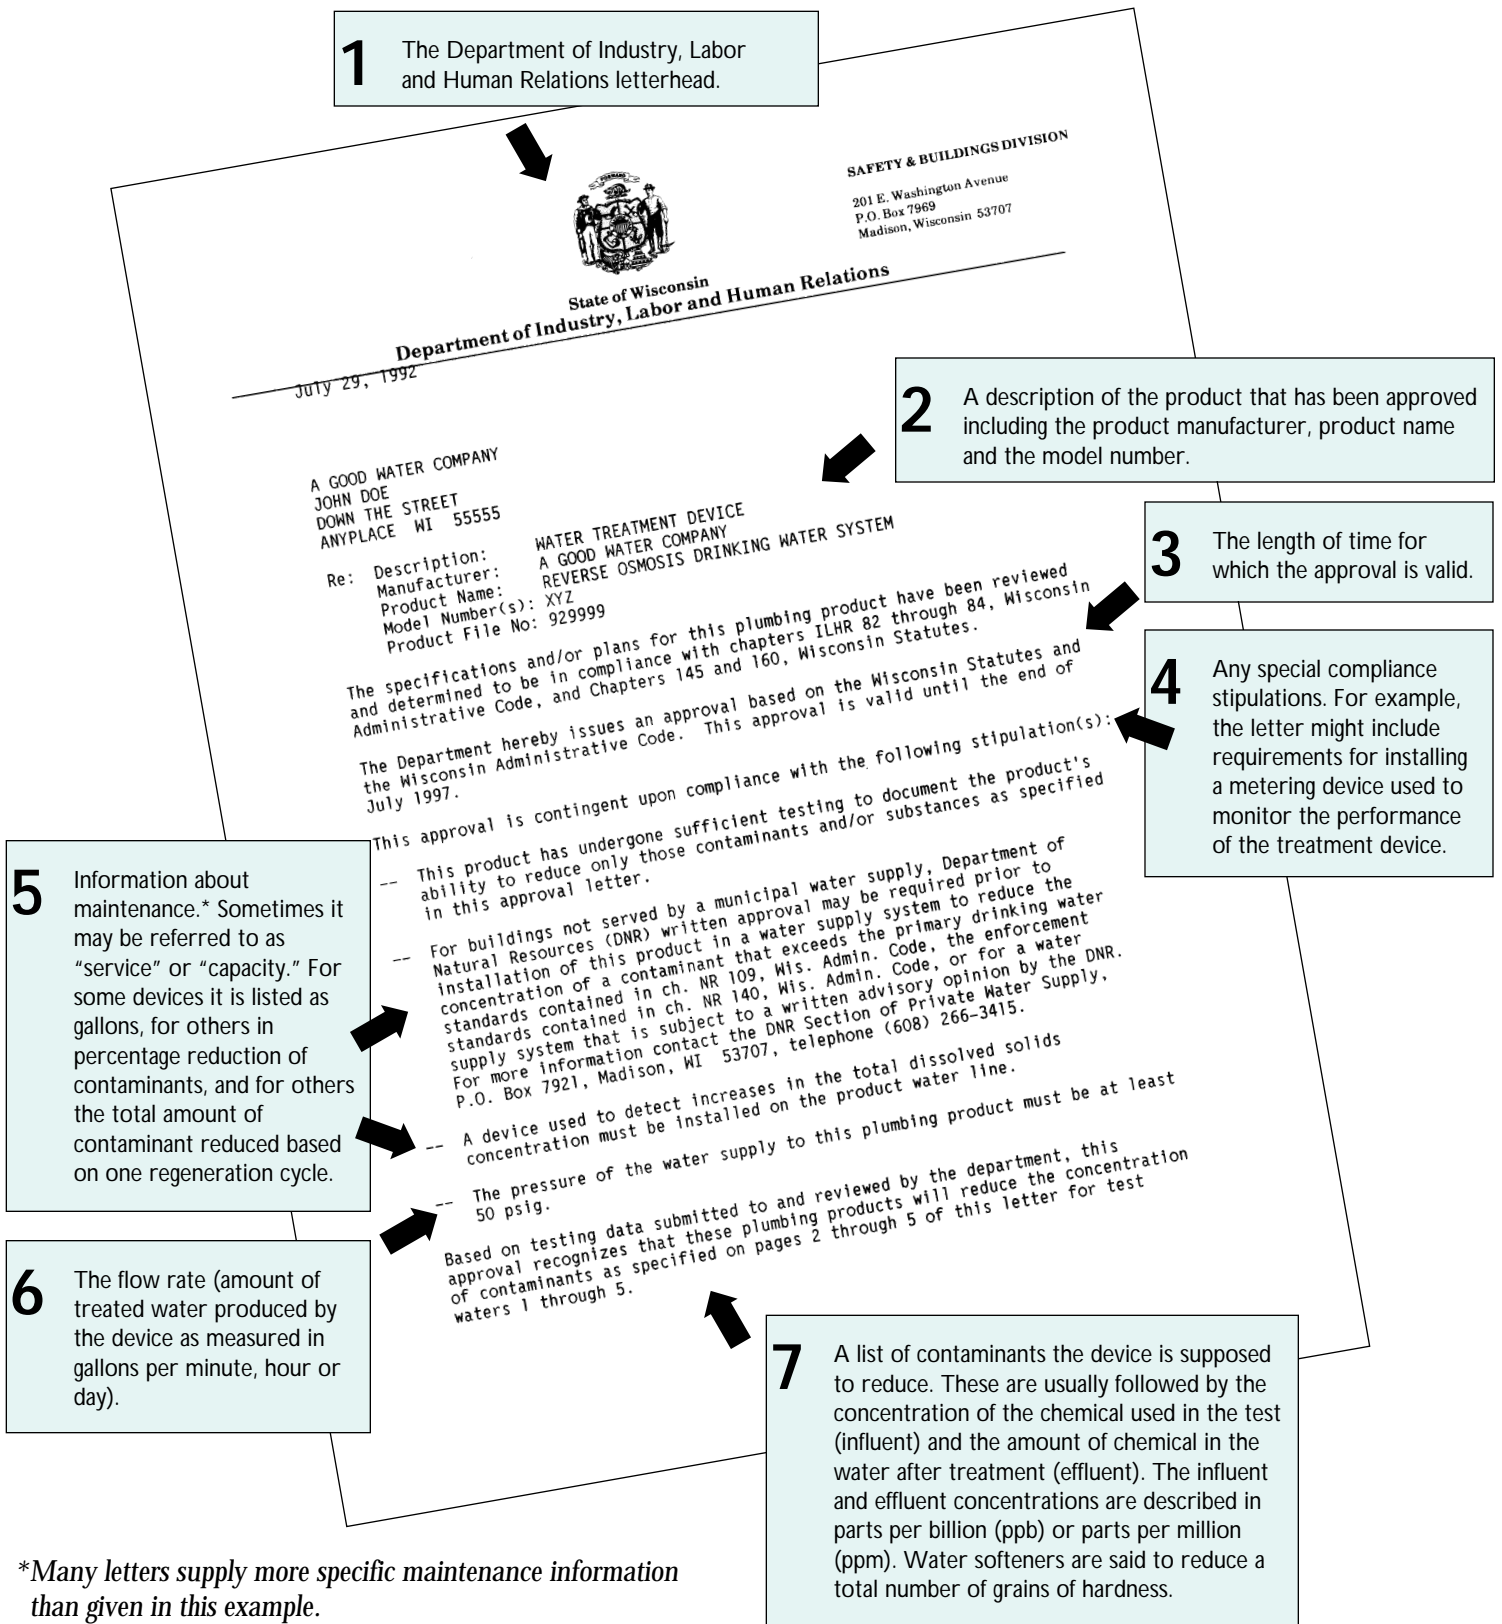 1
The Department of Industry, Labor
and Human Relations letterhead.
FORWARD
SAFETY & BUILDINGS DIVISION
201 E. Washington Avenue
P.O. Box 7969
Madison, Wisconsin 53707
State of Wisconsin
Department of Industry, Labor and Human Relations
July 29, 1992
2
A description of the product that has been approved
including the product manufacturer, product name
and the model number.
A GOOD WATER COMPANY
JOHN DOE
DOWN THE STREET
ANYPLACE WI 55555
Re: Description: WATER TREATMENT DEVICE
Manufacturer: A GOOD WATER COMPANY
Product Name: REVERSE OSMOSIS DRINKING WATER SYSTEM
Model Number(s): XYZ
Product File No: 929999
3
The length of time for
which the approval is valid.
The specifications and/or plans for this plumbing product have been reviewed
and determined to be in compliance with chapters ILHR 82 through 84, Wisconsin
Administrative Code, and Chapters 145 and 160, Wisconsin Statutes.
The Department hereby issues an approval based on the Wisconsin Statutes and
the Wisconsin Administrative Code. This approval is valid until the end of
July 1997.
4
Any special compliance
stipulations. For example,
the letter might include
requirements for installing
a metering device used to
monitor the performance
of the treatment device.
This approval is contingent upon compliance with the following stipulation(s):
-- This product has undergone sufficient testing to document the product's
ability to reduce only those contaminants and/or substances as specified
in this approval letter.
5
Information about
maintenance.* Sometimes it
may be referred to as
“service” or “capacity.” For
some devices it is listed as
gallons, for others in
percentage reduction of
contaminants, and for others
the total amount of
contaminant reduced based
on one regeneration cycle.
-- For buildings not served by a municipal water supply, Department of
Natural Resources (DNR) written approval may be required prior to
installation of this product in a water supply system to reduce the
concentration of a contaminant that exceeds the primary drinking water
standards contained in ch. NR 109, Wis. Admin. Code, the enforcement
standards contained in ch. NR 140, Wis. Admin. Code, or for a water
supply system that is subject to a written advisory opinion by the DNR.
For more information contact the DNR Section of Private Water Supply,
P.O. Box 7921, Madison, WI 53707, telephone (608) 266-3415.
-- A device used to detect increases in the total dissolved solids
concentration must be installed on the product water line.
-- The pressure of the water supply to this plumbing product must be at least
50 psig.
6
The flow rate (amount of
treated water produced by
the device as measured in
gallons per minute, hour or
day).
Based on testing data submitted to and reviewed by the department, this
approval recognizes that these plumbing products will reduce the concentration
of contaminants as specified on pages 2 through 5 of this letter for test
waters 1 through 5.
7
A list of contaminants the device is supposed
to reduce. These are usually followed by the
concentration of the chemical used in the test
(influent) and the amount of chemical in the
water after treatment (effluent). The influent
and effluent concentrations are described in
parts per billion (ppb) or parts per million
(ppm). Water softeners are said to reduce a
total number of grains of hardness.
*Many letters supply more specific maintenance information
than given in this example.